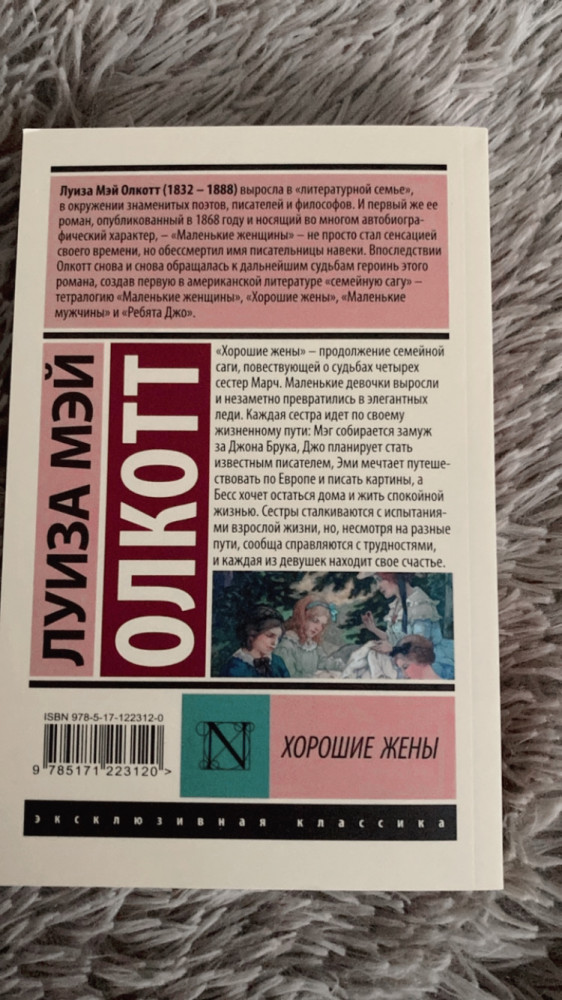 Луиза Мэй Олкотт (1832 – 1888) выросла в «литературной семье»,
в окружении знаменитых поэтов, писателей и философов. И первый же ее
роман, опубликованный в 1868 году и носящий во многом автобиогра-
фический характер, – «Маленькие женщины» – не просто стал сенсацией
своего времени, но обессмертил имя писательницы навеки. Впоследствии
Олкотт снова и снова обращалась к дальнейшим судьбам героинь этого
романа, создав первую в американской литературе «семейную сагу» –
тетралогию «Маленькие женщины», «Хорошие жены», «Маленькие
мужчины» и «Ребята Джо».
ЛУИЗА МЭЙ
ОЛКОТТ
«Хорошие жены» – продолжение семейной
саги, повествующей о судьбах четырех
сестер Марч. Маленькие девочки выросли
и незаметно превратились в элегантных
леди. Каждая сестра идет по своему
жизненному пути: Мэг собирается замуж
за Джона Брука, Джо планирует стать
известным писателем, Эми мечтает путеше-
ствовать по Европе и писать картины, а
Бесс хочет остаться дома и жить спокойной
жизнью. Сестры сталкиваются с испытания-
ми взрослой жизни, но, несмотря на разные
пути, сообща справляются с трудностями,
и каждая из девушек находит свое счастье.
ISBN 978-5-17-122312-0
9 785171 223120 >
N
ХОРОШИЕ ЖЕНЫ
эксклюзивная классика